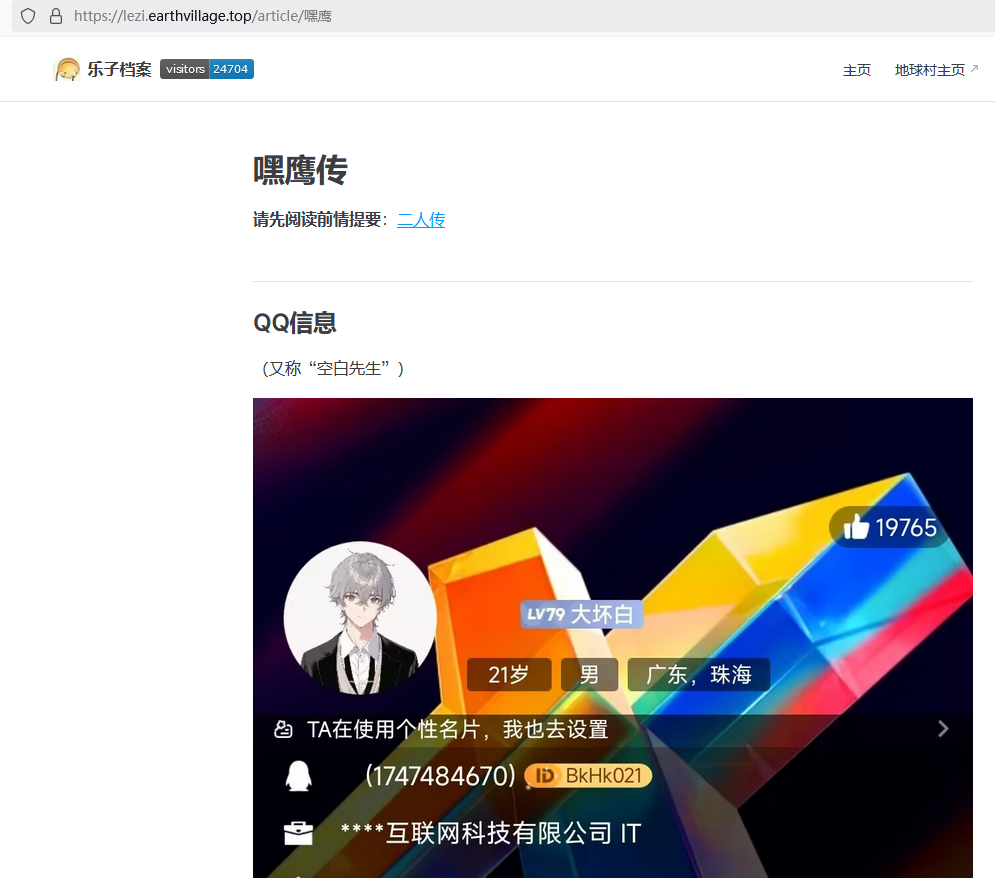 https://lezi.earthvillage.top/article/嘿鹰
乐子档案 visitors 24704 主页 地球村主页
嘿鹰传
请先阅读前情提要：二人传
QQ信息
（又称“空白先生”）
19765
LV79 大坏白
21岁 男 广东，珠海
TA在使用个性名片，我也去设置
(1747484670) ID BkHk021
****互联网科技有限公司 IT